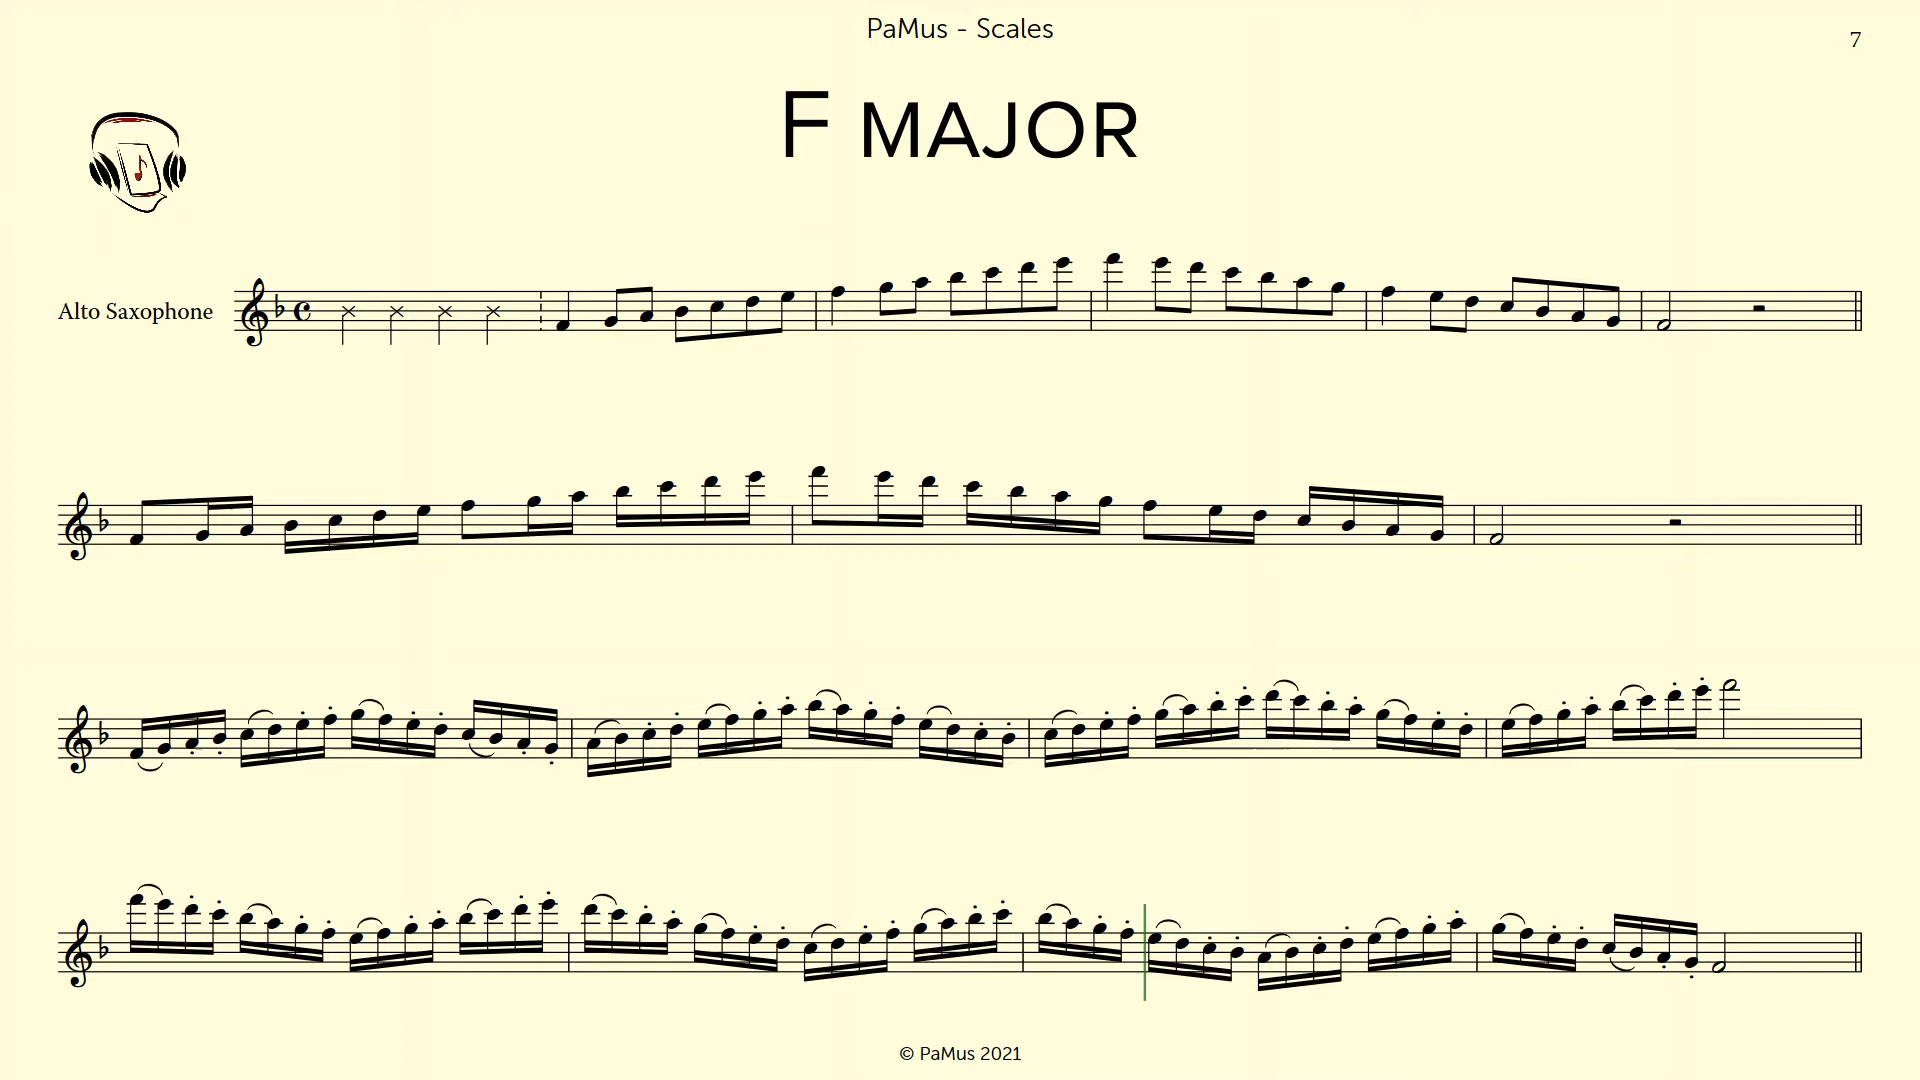 PaMus - Scales
7
F MAJOR
Alto Saxophone
© PaMus 2021